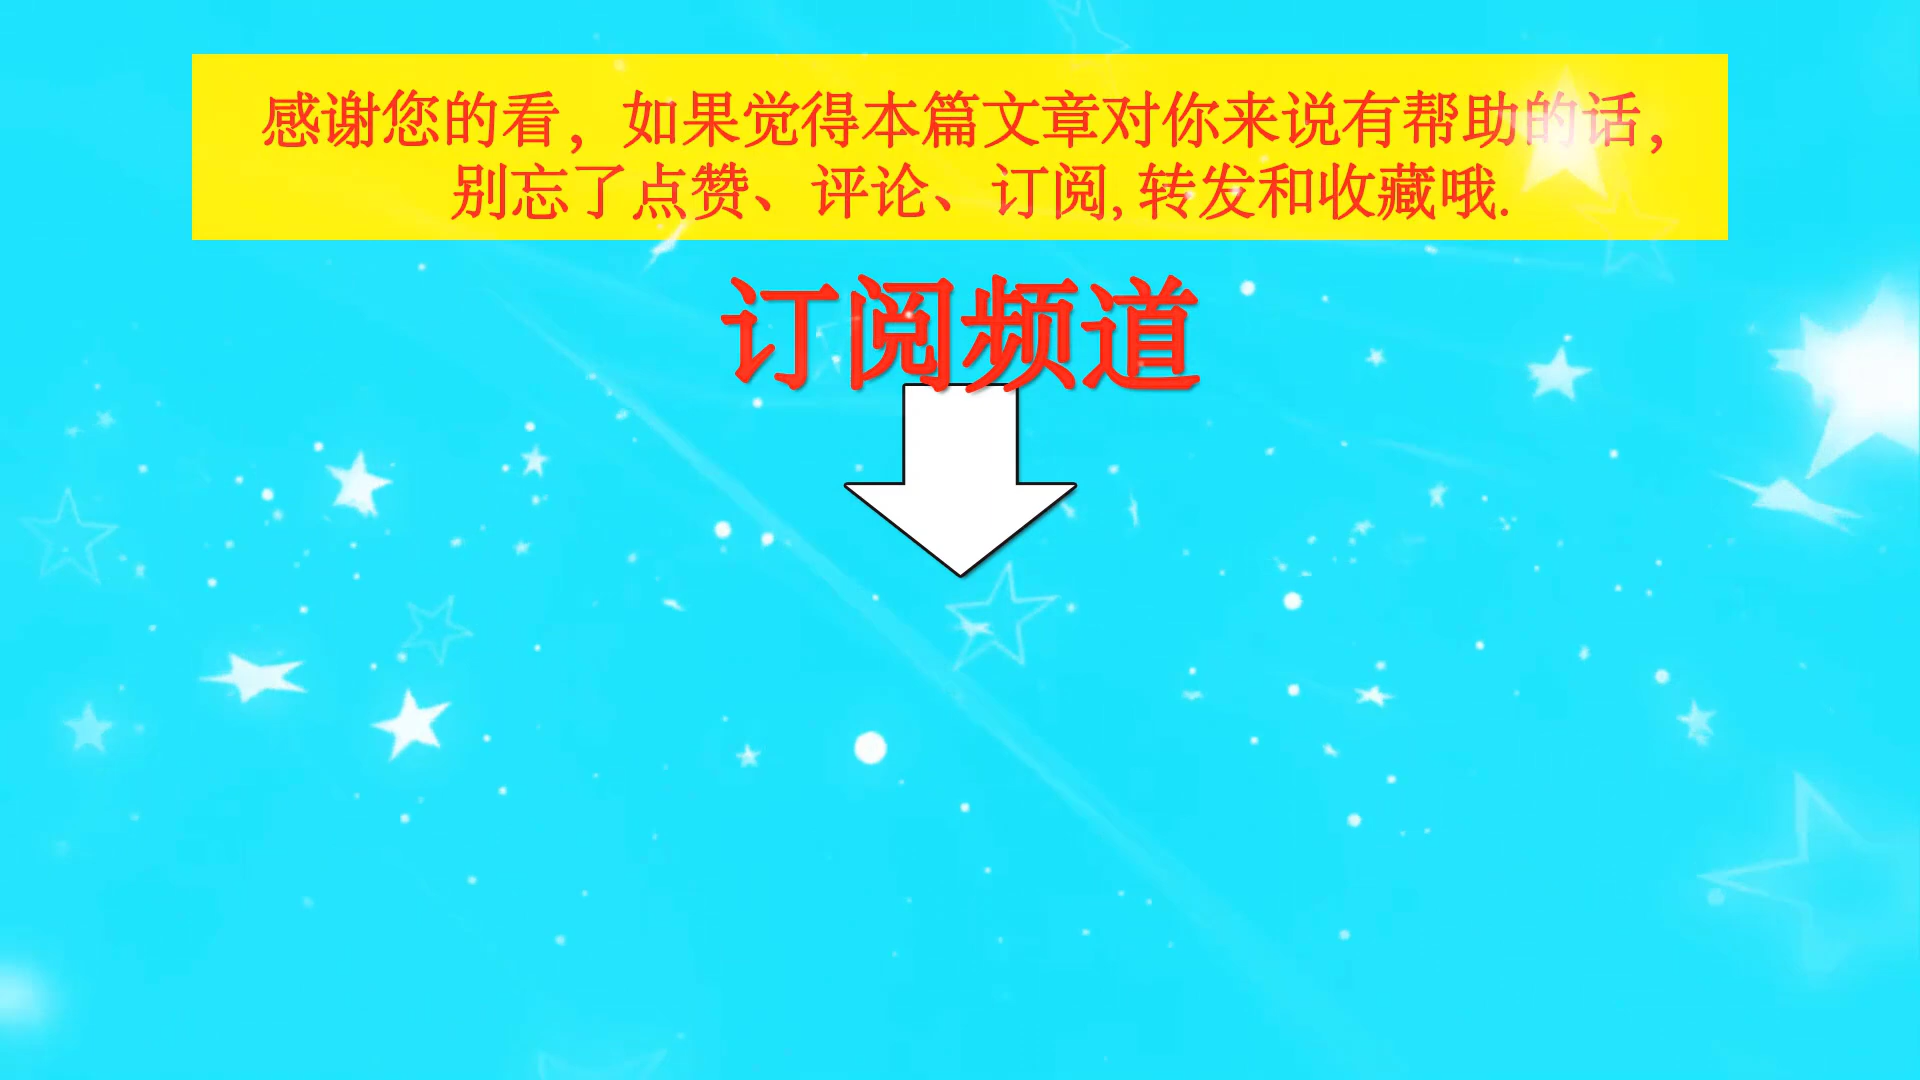 感谢您的看，如果觉得本篇文章对你来说有帮助的话，
别忘了点赞、评论、订阅,转发和收藏哦.
订阅频道